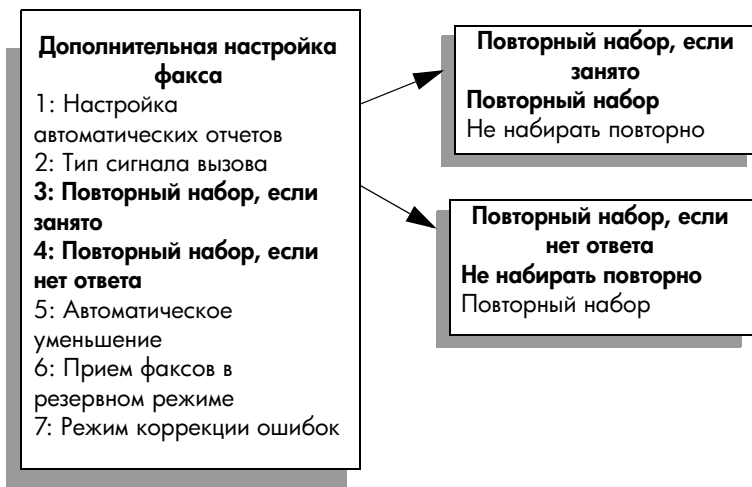 Дополнительная настройка
факса
1: Настройка
автоматических отчетов
2: Тип сигнала вызова
3: Повторный набор, если
занято
4: Повторный набор, если
нет ответа
5: Автоматическое
уменьшение
6: Прием факсов в
резервном режиме
7: Режим коррекции ошибок
Повторный набор, если
занято
Повторный набор
Не набирать повторно
Повторный набор, если
нет ответа
Не набирать повторно
Повторный набор